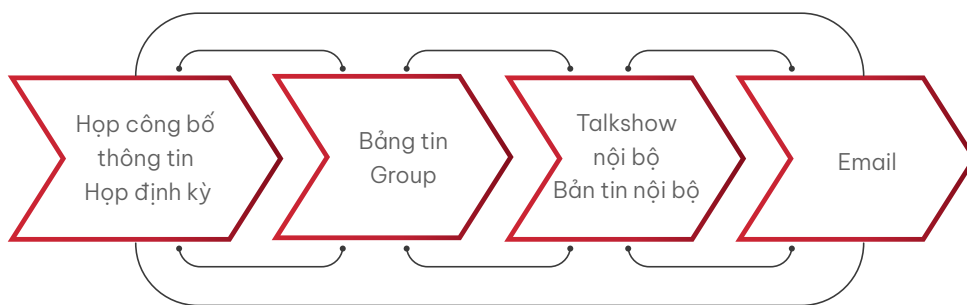 Họp công bố
thông tin
Họp định kỳ
Bảng tin
Group
Talkshow
nội bộ
Bản tin nội bộ
Email